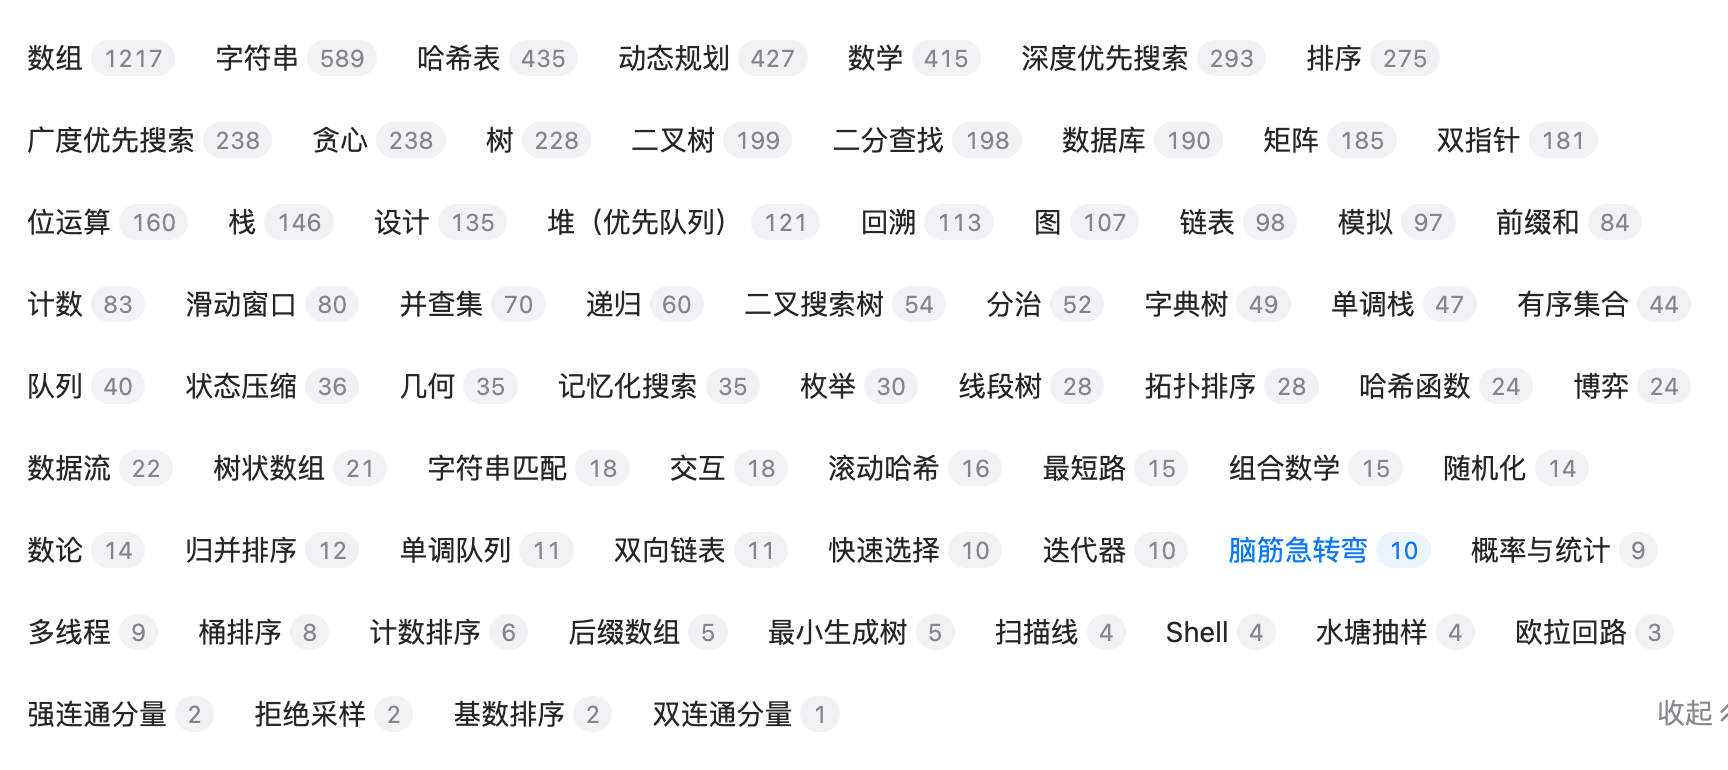 数组 1217 字符串 589 哈希表 435 动态规划 427 数学 415 深度优先搜索 293 排序 275
广度优先搜索 238 贪心 238 树 228 二叉树 199 二分查找 198 数据库 190 矩阵 185 双指针 181
位运算 160 栈 146 设计 135 堆（优先队列） 121 回溯 113 图 107 链表 98 模拟 97 前缀和 84
计数 83 滑动窗口 80 并查集 70 递归 60 二叉搜索树 54 分治 52 字典树 49 单调栈 47 有序集合 44
队列 40 状态压缩 36 几何 35 记忆化搜索 35 枚举 30 线段树 28 拓扑排序 28 哈希函数 24 博弈 24
数据流 22 树状数组 21 字符串匹配 18 交互 18 滚动哈希 16 最短路 15 组合数学 15 随机化 14
数论 14 归并排序 12 单调队列 11 双向链表 11 快速选择 10 迭代器 10 脑筋急转弯 10 概率与统计 9
多线程 9 桶排序 8 计数排序 6 后缀数组 5 最小生成树 5 扫描线 4 Shell 4 水塘抽样 4 欧拉回路 3
强连通分量 2 拒绝采样 2 基数排序 2 双连通分量 1 收起